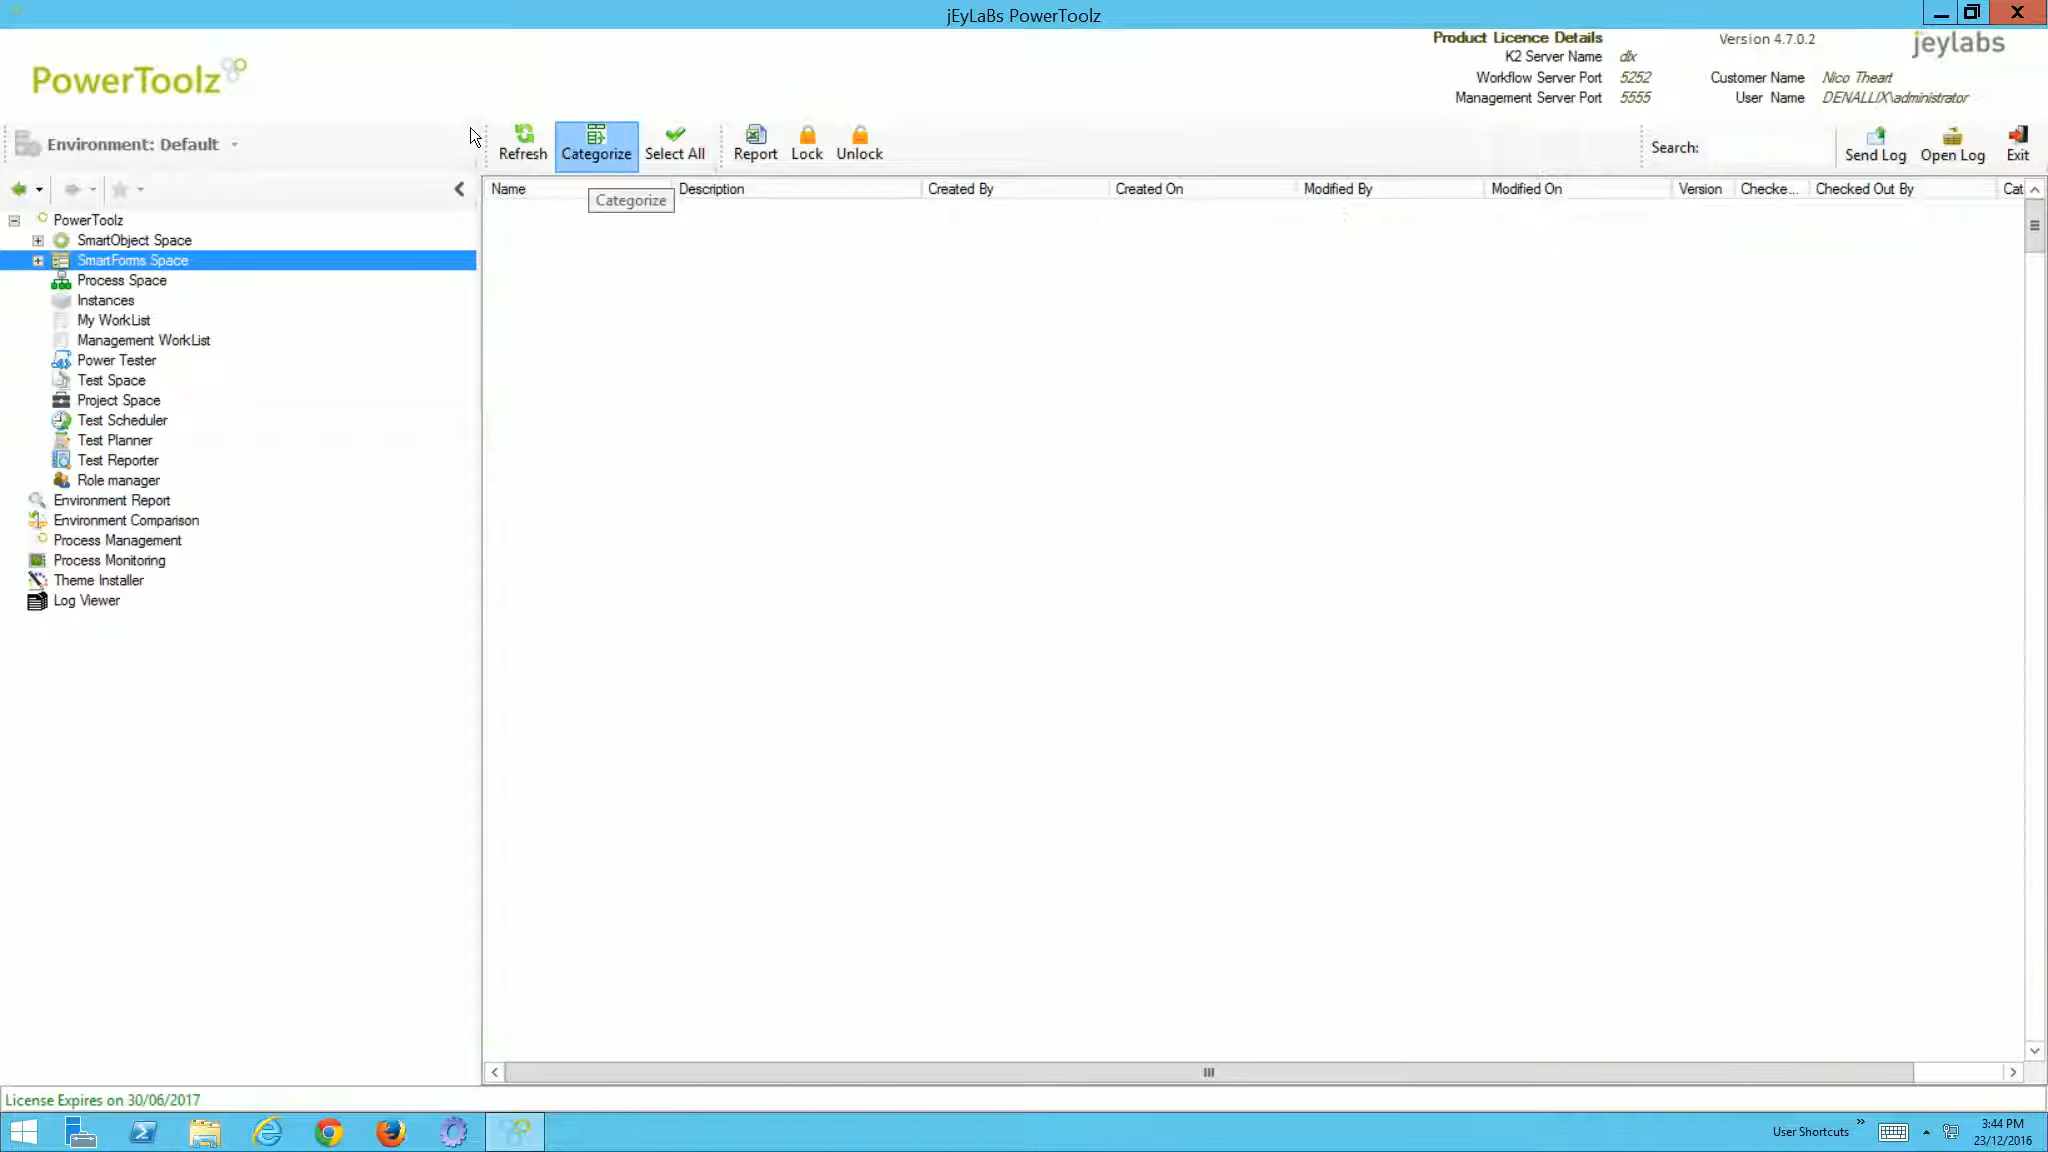 jEyLaBs PowerToolz
PowerToolz
Product Licence Details
Version 4.7.0.2
jeylabs
K2 Server Name dlx
Workflow Server Port 5252
Customer Name Nico Theart
Management Server Port 5555
User Name DENALLIX\administrator
Environment: Default
Refresh
Categorize
Select All
Report
Lock
Unlock
Search:
Send Log
Open Log
Exit
Name
Description
Created By
Created On
Modified By
Modified On
Version
Checke...
Checked Out By
Cat
Categorize
PowerToolz
SmartObject Space
SmartForms Space
Process Space
Instances
My WorkList
Management WorkList
Power Tester
Test Space
Project Space
Test Scheduler
Test Planner
Test Reporter
Role manager
Environment Report
Environment Comparison
Process Management
Process Monitoring
Theme Installer
Log Viewer
License Expires on 30/06/2017
User Shortcuts
3:44 PM
23/12/2016